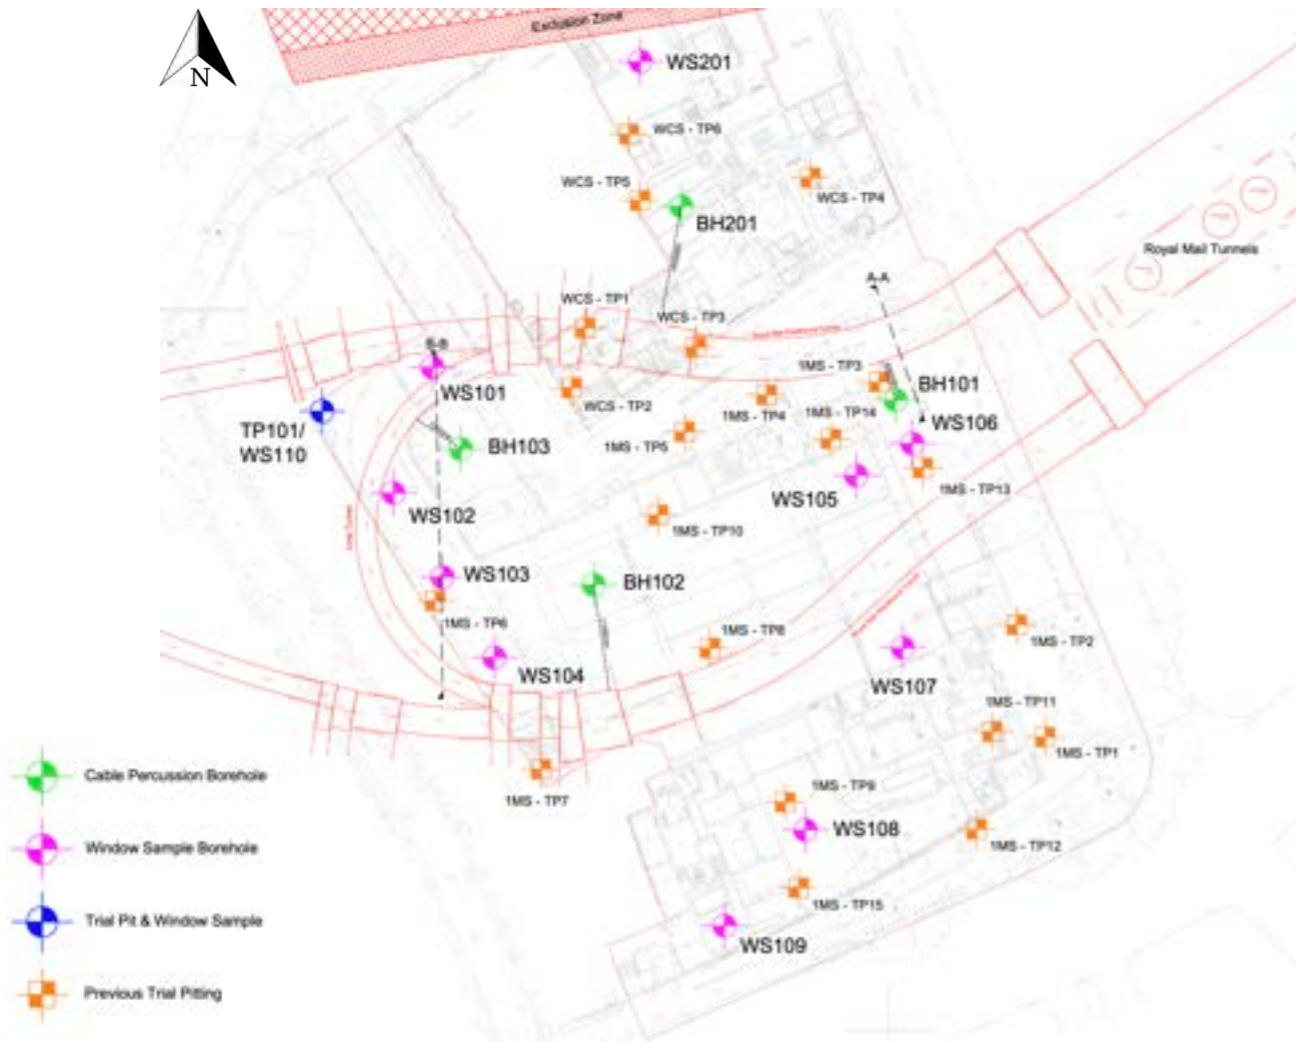 Exclusion Zone
N
WS201
WCS - TP6
WCS - TP5
WCS - TP4
BH201
Royal Mail Tunnels
A-A
WCS - TP1
WCS - TP3
B-B
1MS - TP3
BH101
WS101
WCS - TP2
1MS - TP4
1MS - TP14
WS106
TP101/
WS110
BH103
1MS - TP5
WS105
1MS - TP13
WS102
1MS - TP10
WS103
BH102
1MS - TP6
1MS - TP8
1MS - TP2
WS104
WS107
1MS - TP11
1MS - TP1
Cable Percussion Borehole
1MS - TP7
1MS - TP9
WS108
Window Sample Borehole
1MS - TP12
1MS - TP15
Trial Pit & Window Sample
WS109
Previous Trial Pitting